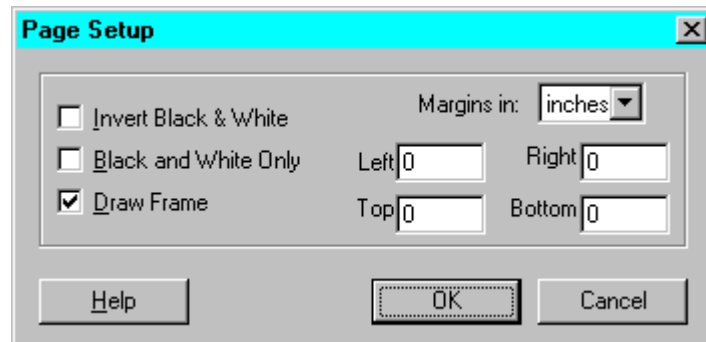 Page Setup
Invert Black & White
Margins in: inches
Black and White Only
Left 0 Right 0
Draw Frame
Top 0 Bottom 0
Help OK Cancel